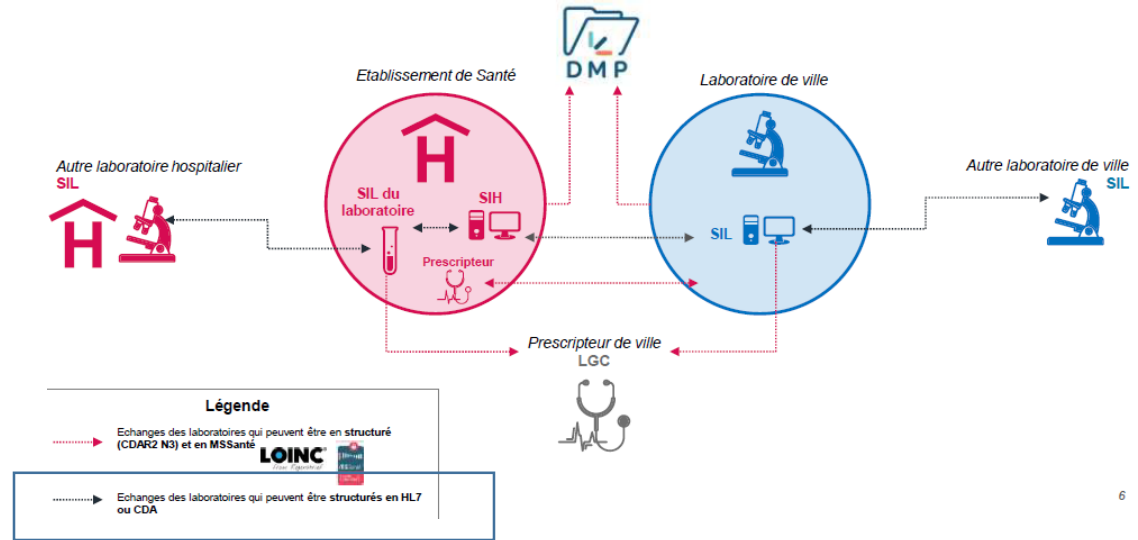 DMP
Etablissement de Santé
Laboratoire de ville
H
Autre laboratoire hospitalier
SIL
H
SIL du
laboratoire
SIH
Prescripteur
SIL
Autre laboratoire de ville
SIL
Prescripteur de ville
LGC
Légende
Echanges des laboratoires qui peuvent être en structuré
(CDAR2 N3) et en MSSanté
LOINC
Echanges des laboratoires qui peuvent être structurés en HL7
ou CDA
6